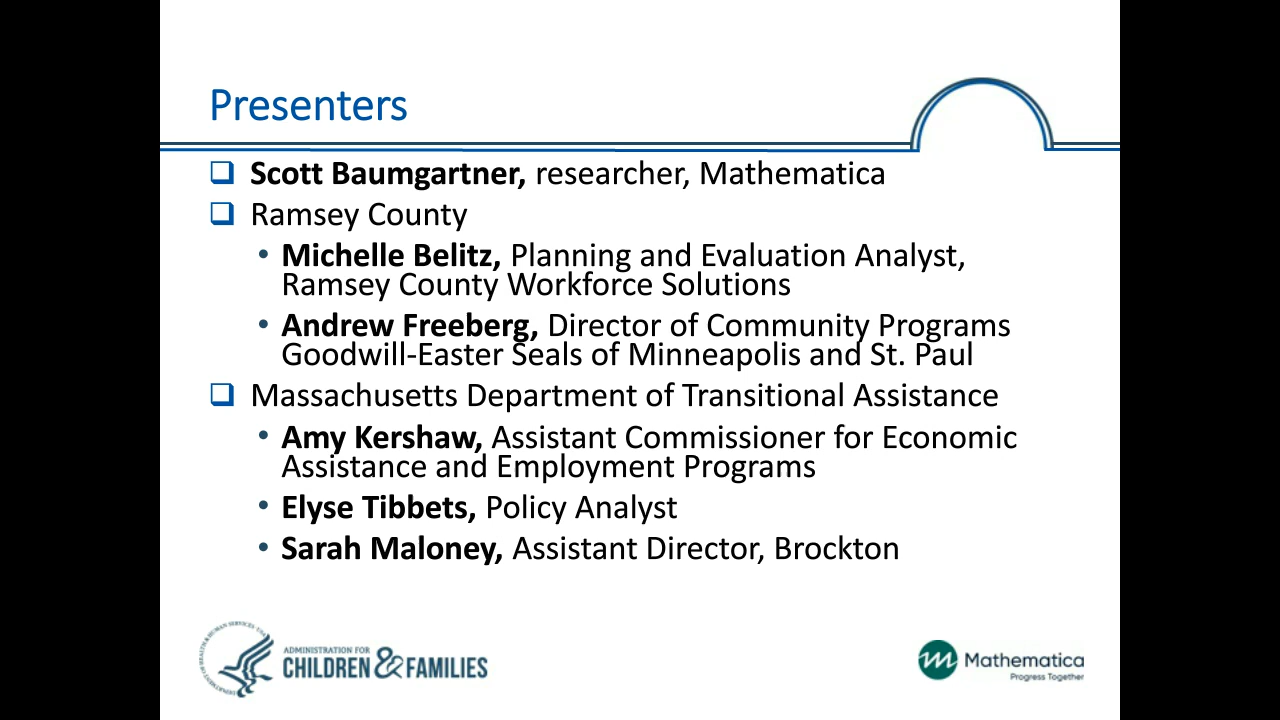 Presenters
Scott Baumgartner, researcher, Mathematica
Ramsey County
Michelle Belitz, Planning and Evaluation Analyst,
Ramsey County Workforce Solutions
Andrew Freeberg, Director of Community Programs
Goodwill-Easter Seals of Minneapolis and St. Paul
Massachusetts Department of Transitional Assistance
Amy Kershaw, Assistant Commissioner for Economic
Assistance and Employment Programs
Elyse Tibbets, Policy Analyst
Sarah Maloney, Assistant Director, Brockton
ADMINISTRATION FOR
CHILDREN & FAMILIES
Mathematica
Progress Together